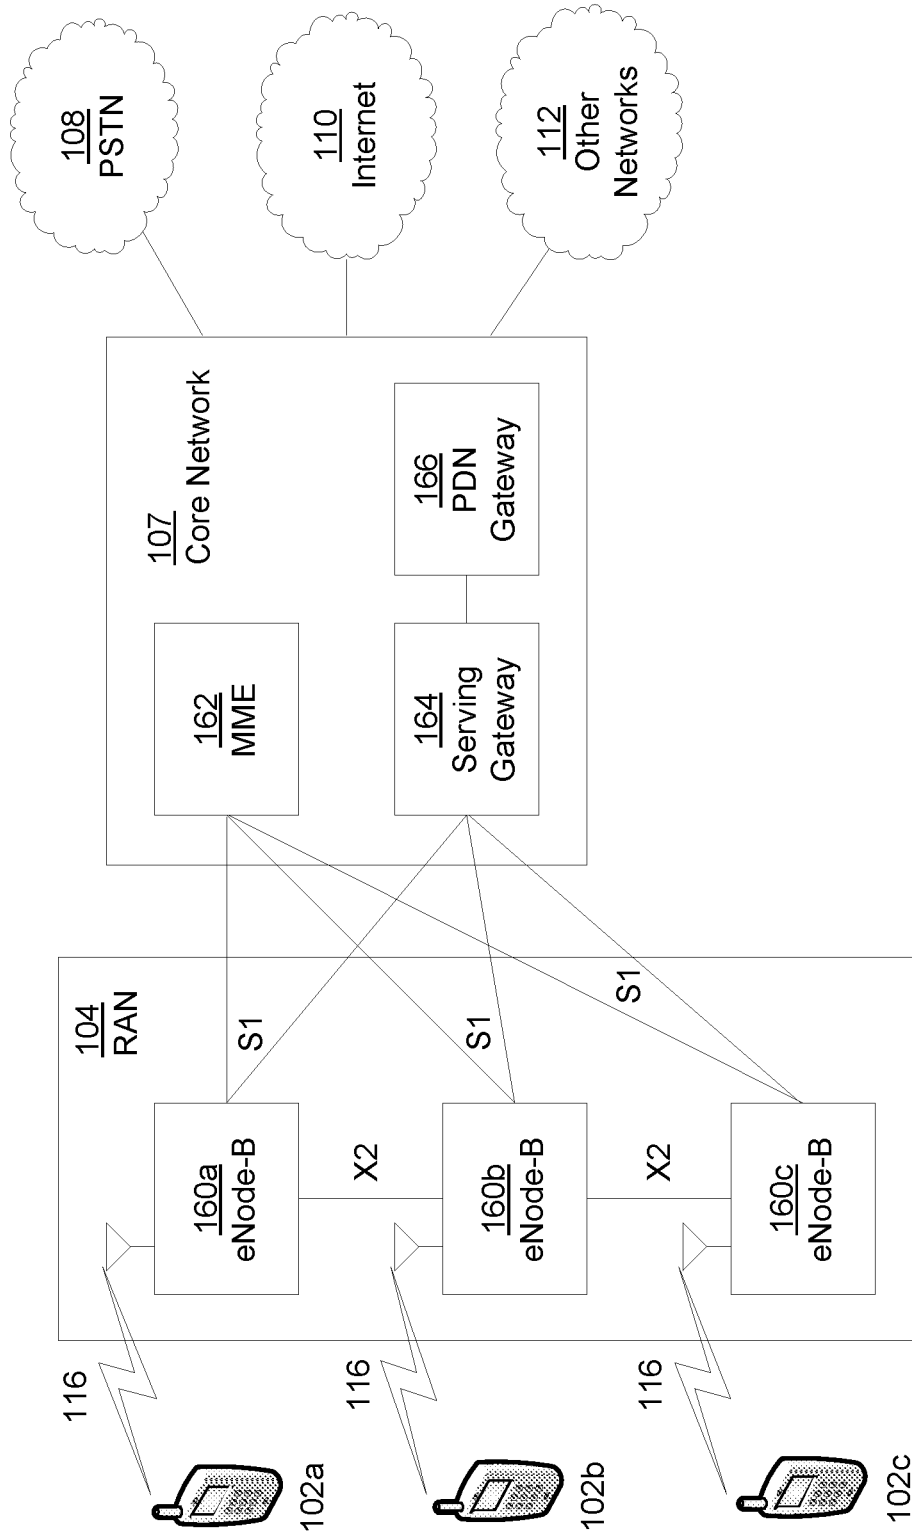 104
RAN
107
Core Network
108
PSTN
116
160a
eNode-B
S1
162
MME
102a
X2
110
Internet
116
160b
eNode-B
S1
164
Serving
Gateway
166
PDN
Gateway
102b
X2
112
Other
Networks
116
160c
eNode-B
S1
102c